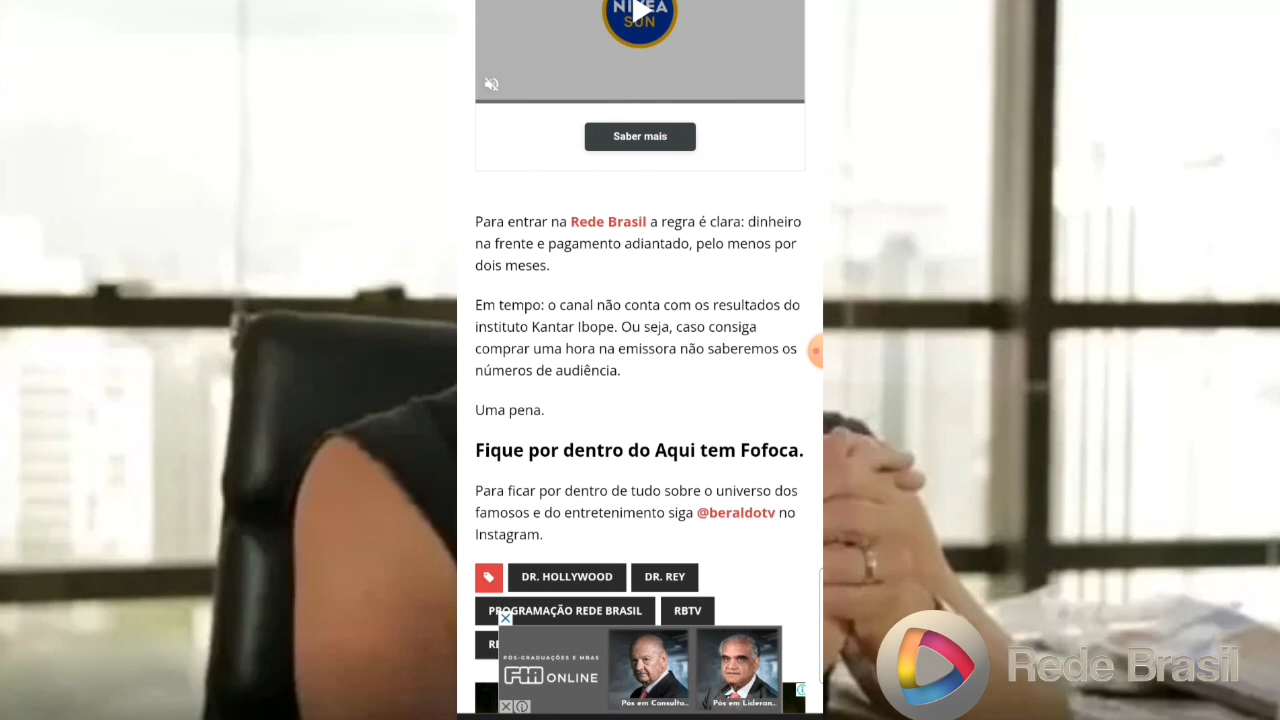 NIVEA
SUN
Saber mais
Para entrar na Rede Brasil a regra é clara: dinheiro
na frente e pagamento adiantado, pelo menos por
dois meses.
Em tempo: o canal não conta com os resultados do
instituto Kantar Ibope. Ou seja, caso consiga
comprar uma hora na emissora não saberemos os
números de audiência.
Uma pena.
Fique por dentro do Aqui tem Fofoca.
Para ficar por dentro de tudo sobre o universo dos
famosos e do entretenimento siga @beraldotv no
Instagram.
DR. HOLLYWOOD
DR. REY
PROGRAMAÇÃO REDE BRASIL
RBTV
PÓS-GRADUAÇÕES E MBAS
FIA ONLINE
Pós em Consulto...
Pós em Lideran...
Rede Brasil